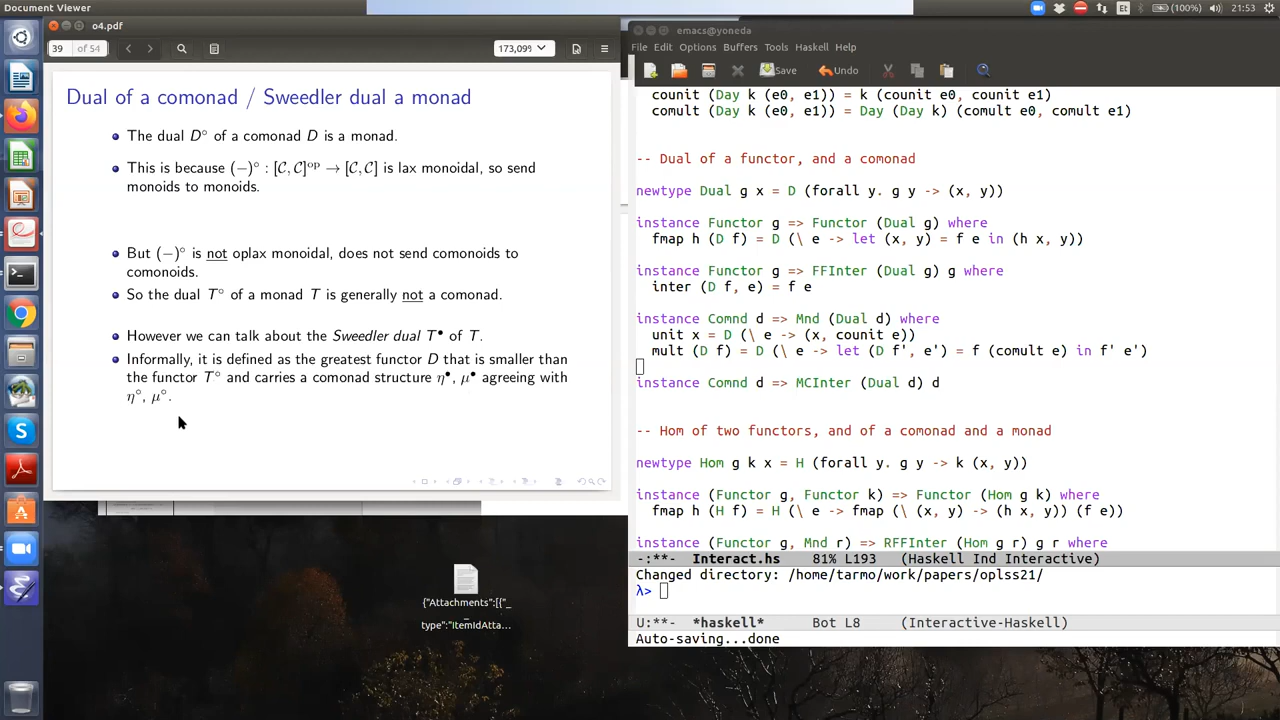 Document Viewer
Et
(100%)
21:53
o4.pdf
39 of 54
173,09%
Dual of a comonad / Sweedler dual a monad
The dual D° of a comonad D is a monad.
This is because (−)° : [C, C]ᵒᵖ → [C, C] is lax monoidal, so send
monoids to monoids.
But (−)° is not oplax monoidal, does not send comonoids to
comonoids.
So the dual T° of a monad T is generally not a comonad.
However we can talk about the Sweedler dual T• of T.
Informally, it is defined as the greatest functor D that is smaller than
the functor T° and carries a comonad structure η•, μ• agreeing with
η°, μ°.
{"Attachments":[{"_
_
type":"ItemIdAtta...
emacs@yoneda
File Edit Options Buffers Tools Haskell Help
Save
Undo
counit (Day k (e0, e1)) = k (counit e0, counit e1)
comult (Day k (e0, e1)) = Day (Day k) (comult e0, comult e1)
-- Dual of a functor, and a comonad
newtype Dual g x = D (forall y. g y -> (x, y))
instance Functor g => Functor (Dual g) where
fmap h (D f) = D (\ e -> let (x, y) = f e in (h x, y))
instance Functor g => FFInter (Dual g) g where
inter (D f, e) = f e
instance Comnd d => Mnd (Dual d) where
unit x = D (\ e -> (x, counit e))
mult (D f) = D (\ e -> let (D f', e') = f (comult e) in f' e')
instance Comnd d => MCInter (Dual d) d
-- Hom of two functors, and of a comonad and a monad
newtype Hom g k x = H (forall y. g y -> k (x, y))
instance (Functor g, Functor k) => Functor (Hom g k) where
fmap h (H f) = H (\ e -> fmap (\ (x, y) -> (h x, y)) (f e))
instance (Functor g, Mnd r) => RFFInter (Hom g r) g r where
-:**- Interact.hs 81% L193 (Haskell Ind Interactive)
Changed directory: /home/tarmo/work/papers/oplss21/
λ>
U:**- *haskell* Bot L8 (Interactive-Haskell)
Auto-saving...done